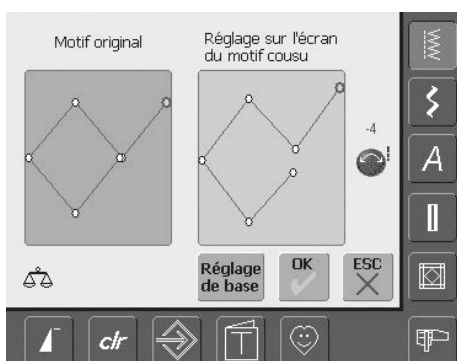 Motif original
Réglage sur l'écran
du motif cousu
-4
A
Réglage
de base
OK
ESC
clr
T